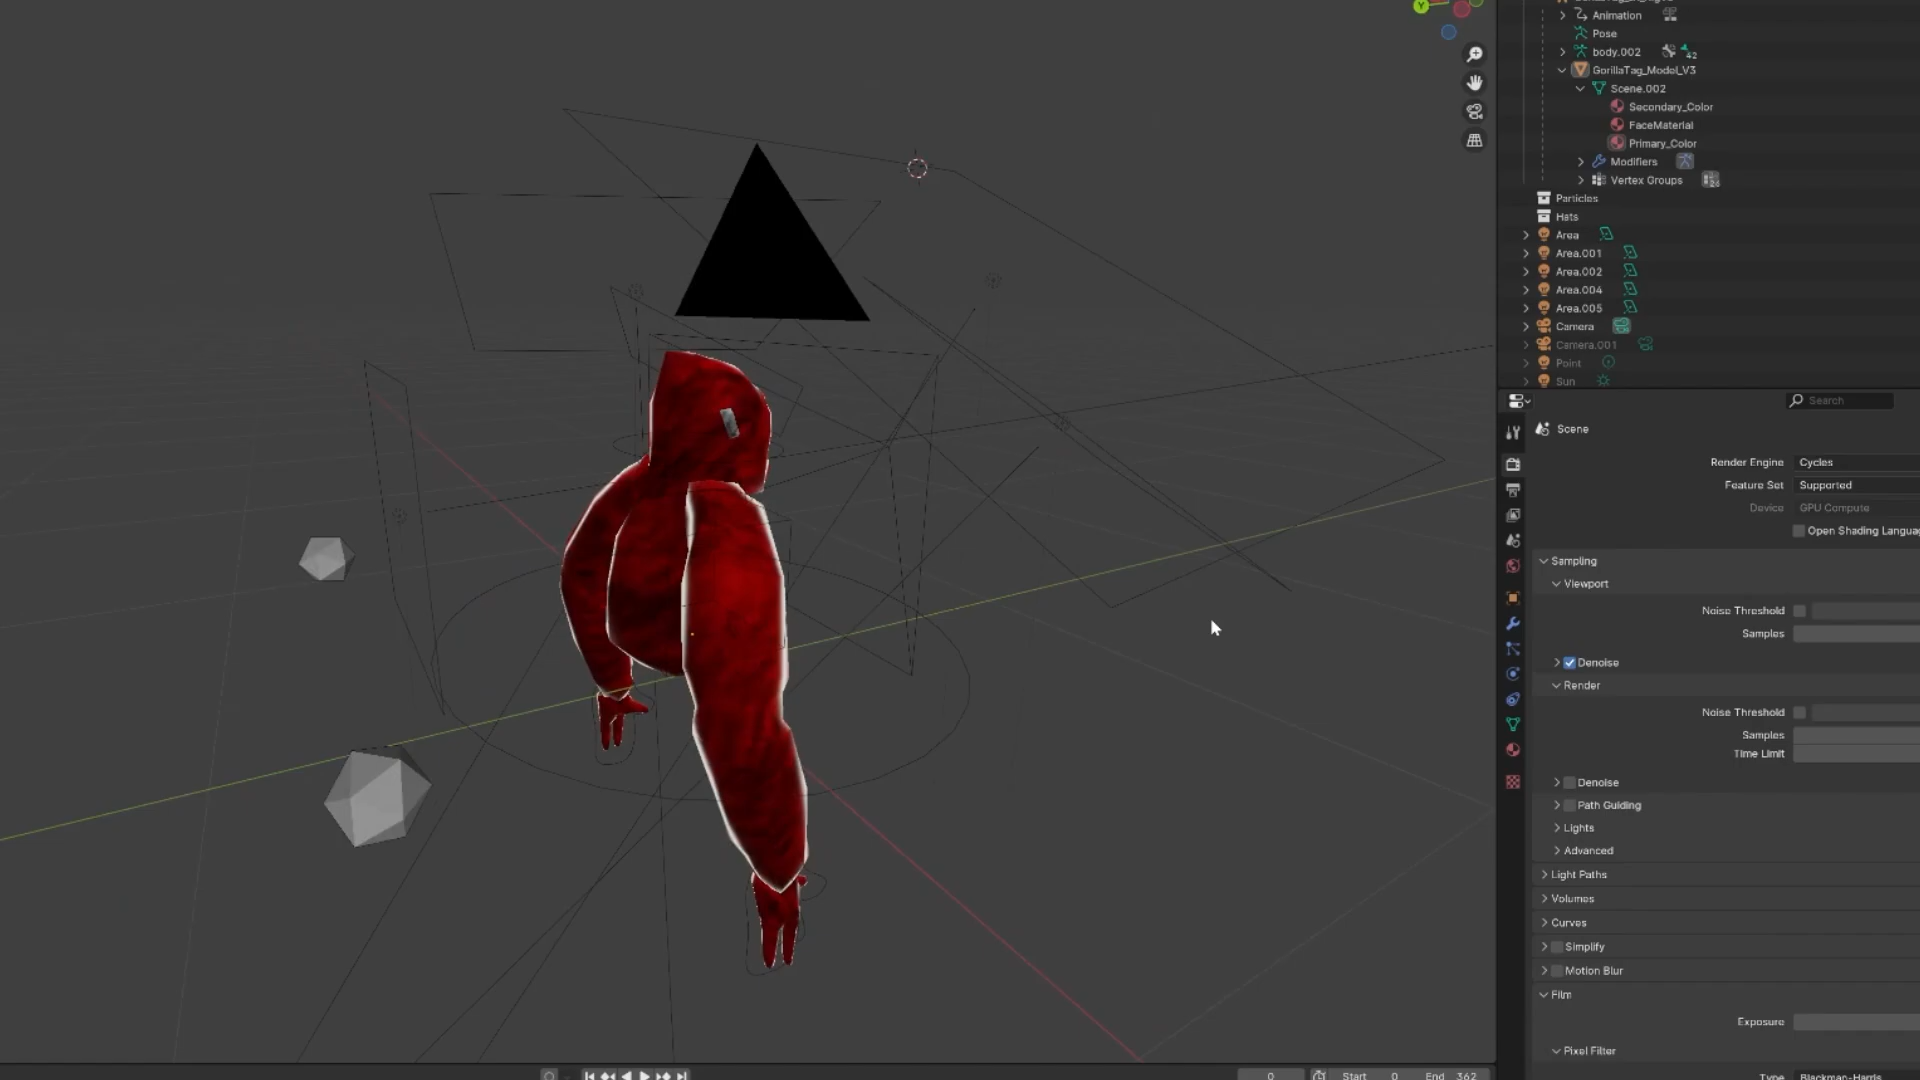 Y
Animation
Pose
body.002
42
GorillaTag_Model_V3
Scene.002
Secondary_Color
FaceMaterial
Primary_Color
Modifiers
Vertex Groups
26
Particles
Hats
Area
Area.001
Area.002
Area.004
Area.005
Camera
Camera.001
Point
Sun
Search
Scene
Render Engine Cycles
Feature Set Supported
Device GPU Compute
Open Shading Langua
Sampling
Viewport
Noise Threshold
Samples
Denoise
Render
Noise Threshold
Samples
Time Limit
Denoise
Path Guiding
Lights
Advanced
Light Paths
Volumes
Curves
Simplify
Motion Blur
Film
Exposure
Pixel Filter
Type Blackman-Harris
0 Start 0 End 362